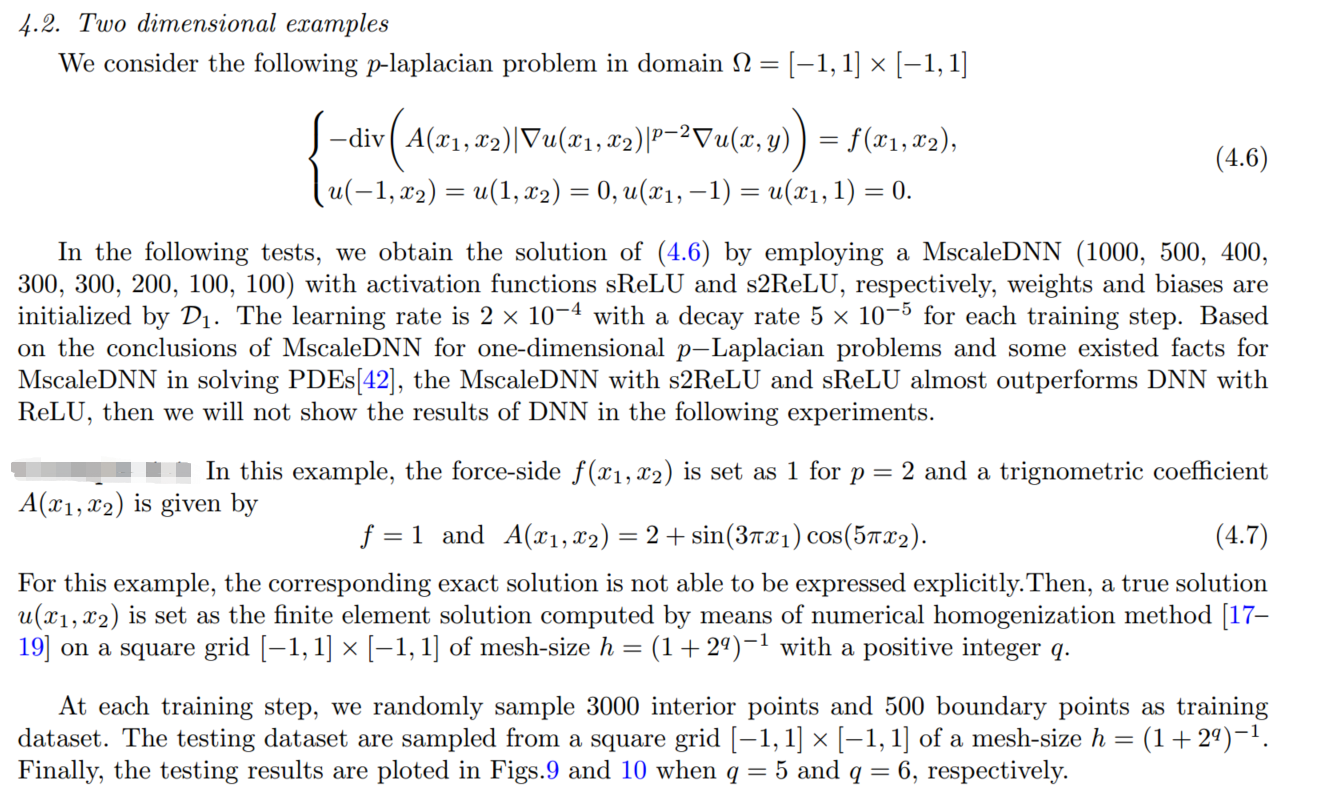 4.2. Two dimensional examples
We consider the following p-laplacian problem in domain Ω = [−1, 1] × [−1, 1]
{ −div( A(x₁, x₂)|∇u(x₁, x₂)|ᵖ⁻²∇u(x, y) ) = f(x₁, x₂),
u(−1, x₂) = u(1, x₂) = 0, u(x₁, −1) = u(x₁, 1) = 0.
(4.6)
In the following tests, we obtain the solution of (4.6) by employing a MscaleDNN (1000, 500, 400,
300, 300, 200, 100, 100) with activation functions sReLU and s2ReLU, respectively, weights and biases are
initialized by 𝒟₁. The learning rate is 2 × 10⁻⁴ with a decay rate 5 × 10⁻⁵ for each training step. Based
on the conclusions of MscaleDNN for one-dimensional p−Laplacian problems and some existed facts for
MscaleDNN in solving PDEs[42], the MscaleDNN with s2ReLU and sReLU almost outperforms DNN with
ReLU, then we will not show the results of DNN in the following experiments.
In this example, the force-side f(x₁, x₂) is set as 1 for p = 2 and a trignometric coefficient
A(x₁, x₂) is given by
f = 1 and A(x₁, x₂) = 2 + sin(3πx₁) cos(5πx₂). (4.7)
For this example, the corresponding exact solution is not able to be expressed explicitly.Then, a true solution
u(x₁, x₂) is set as the finite element solution computed by means of numerical homogenization method [17–
19] on a square grid [−1, 1] × [−1, 1] of mesh-size h = (1 + 2^q)⁻¹ with a positive integer q.
At each training step, we randomly sample 3000 interior points and 500 boundary points as training
dataset. The testing dataset are sampled from a square grid [−1, 1] × [−1, 1] of a mesh-size h = (1 + 2^q)⁻¹.
Finally, the testing results are ploted in Figs.9 and 10 when q = 5 and q = 6, respectively.